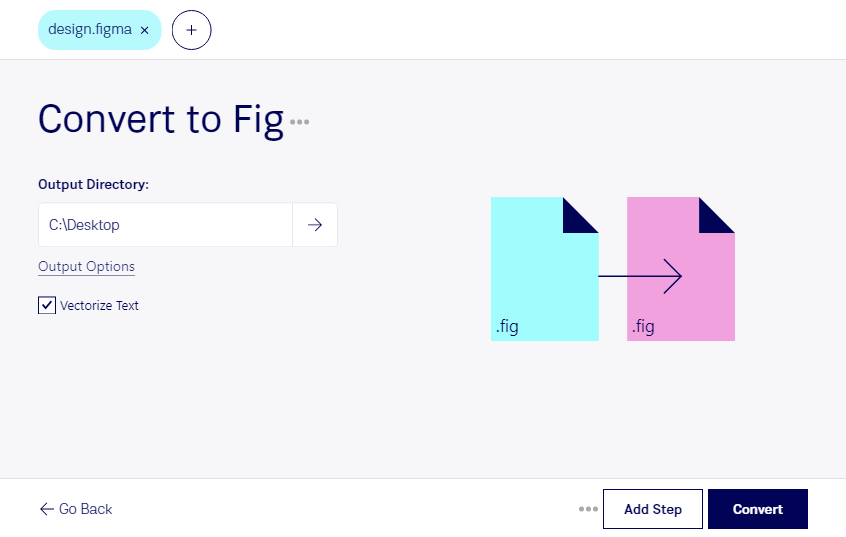 design.figma ×
+
Convert to Fig
Output Directory:
C:\Desktop
Output Options
Vectorize Text
.fig
.fig
Go Back
Add Step
Convert